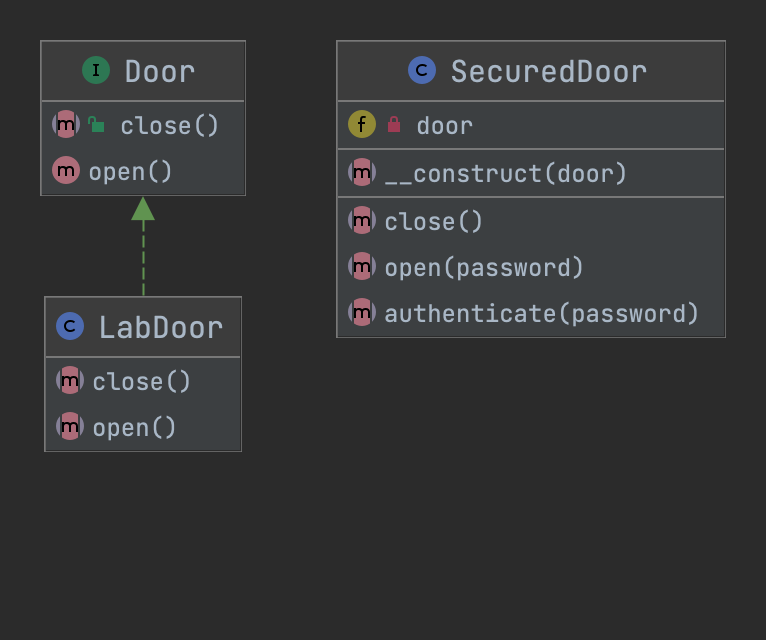 I Door
m close()
m open()
C LabDoor
m close()
m open()
C SecuredDoor
f door
m __construct(door)
m close()
m open(password)
m authenticate(password)